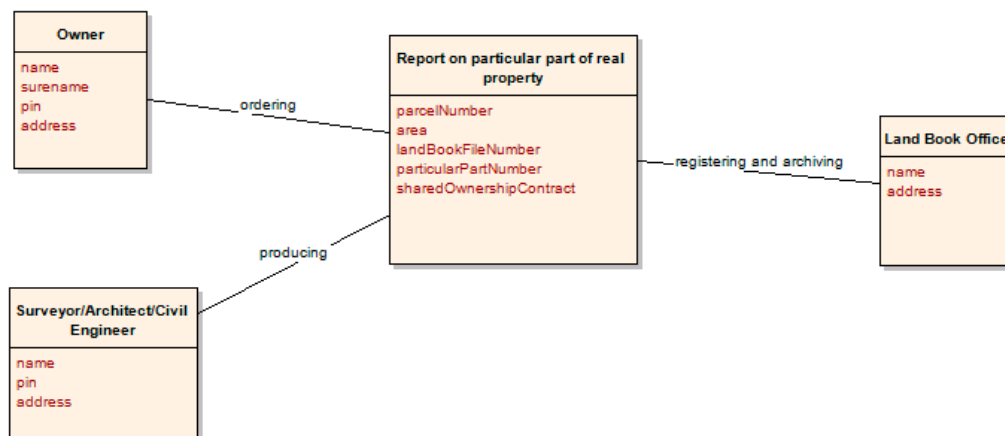 Owner
name
surename
pin
address
ordering
Report on particular part of real
property
parcelNumber
area
landBookFileNumber
particularPartNumber
sharedOwnershipContract
registering and archiving
Land Book Office
name
address
producing
Surveyor/Architect/Civil
Engineer
name
pin
address